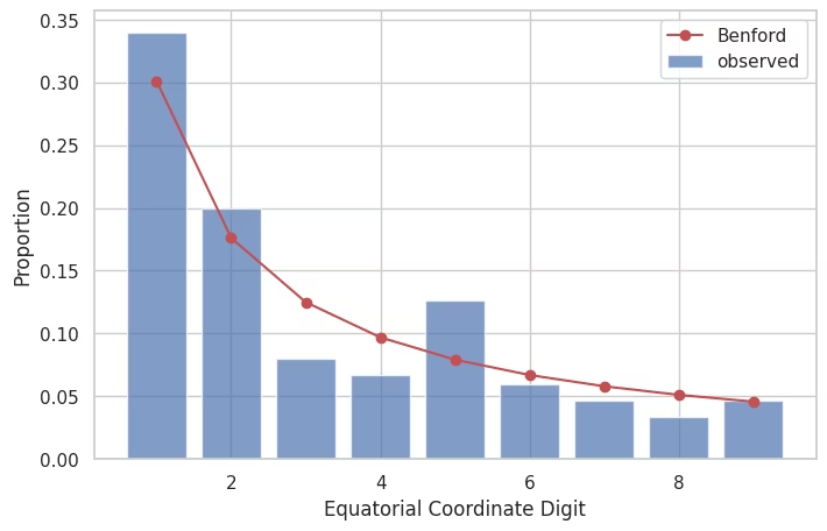 0.35
0.30
0.25
0.20
0.15
0.10
0.05
0.00
Proportion
Benford
observed
2 4 6 8
Equatorial Coordinate Digit